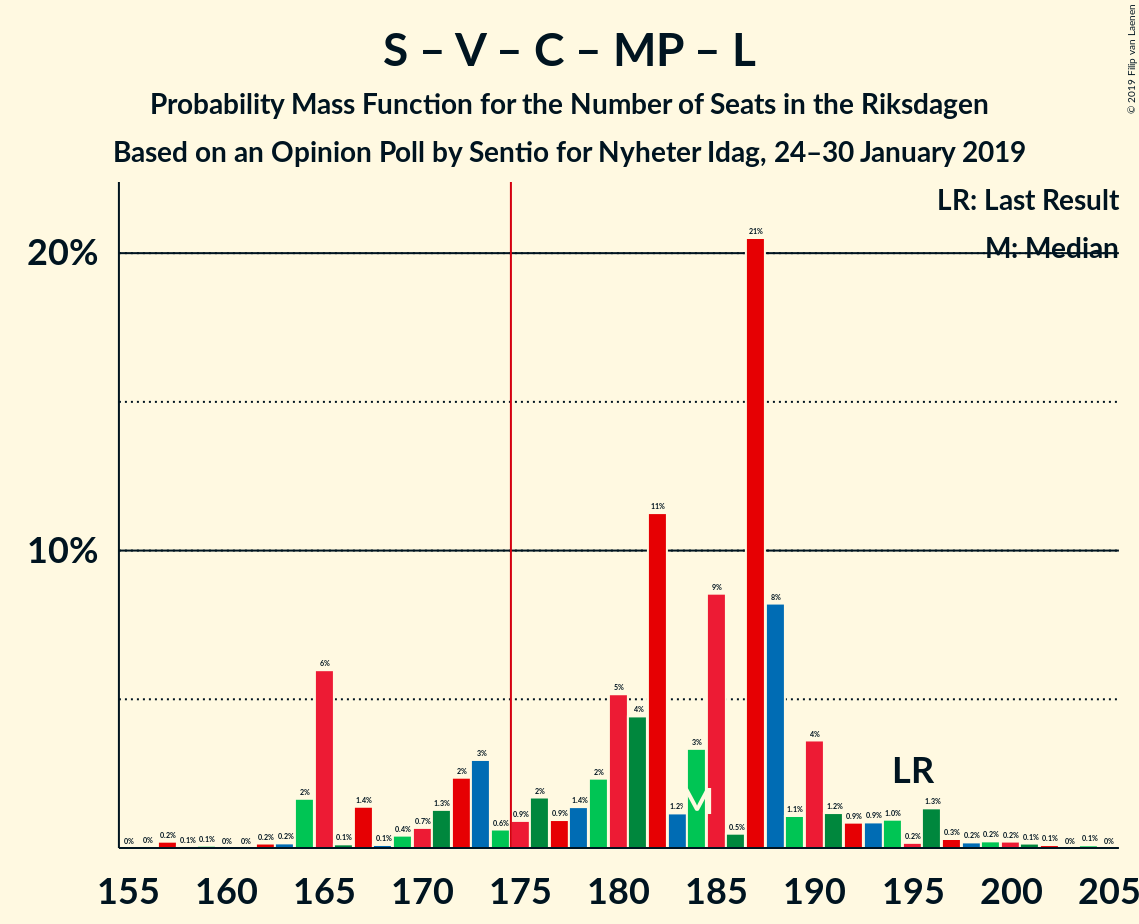 S – V – C – MP – L
Probability Mass Function for the Number of Seats in the Riksdagen
Based on an Opinion Poll by Sentio for Nyheter Idag, 24–30 January 2019
© 2019 Filip van Laenen
LR: Last Result
M: Median
20%
10%
0% 0% 0.2% 0.1% 0.1% 0% 0% 0.2% 0.2% 2% 6% 0.1% 1.4% 0.1% 0.4% 0.7% 1.3% 2% 3% 0.6% 0.9% 2% 0.9% 1.4% 2% 5% 4% 11% 1.2% 3% 9% 0.5% 21% 8% 1.1% 4% 1.2% 0.9% 0.9% 1.0% 0.2% 1.3% 0.3% 0.2% 0.2% 0.2% 0.1% 0.1% 0% 0.1% 0%
M
LR
155 160 165 170 175 180 185 190 195 200 205